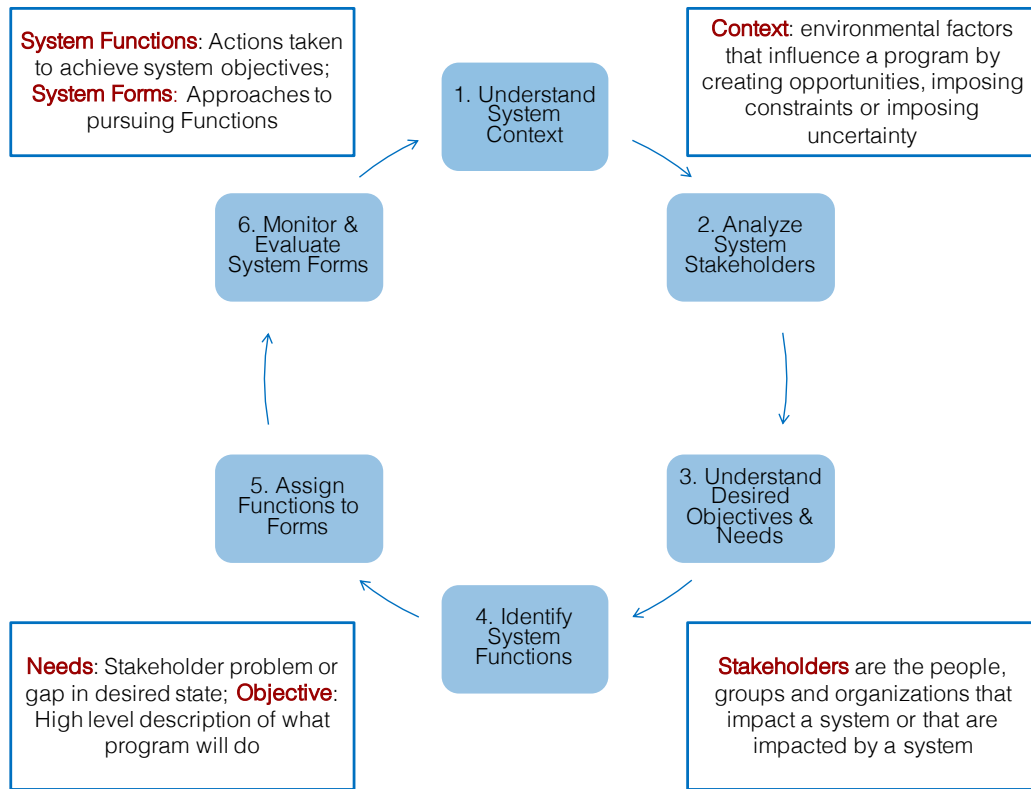 System Functions: Actions taken
to achieve system objectives;
System Forms: Approaches to
pursuing Functions
Context: environmental factors
that influence a program by
creating opportunities, imposing
constraints or imposing
uncertainty
1. Understand
System
Context
2. Analyze
System
Stakeholders
3. Understand
Desired
Objectives &
Needs
4. Identify
System
Functions
5. Assign
Functions to
Forms
6. Monitor &
Evaluate
System Forms
Needs: Stakeholder problem or
gap in desired state; Objective:
High level description of what
program will do
Stakeholders are the people,
groups and organizations that
impact a system or that are
impacted by a system